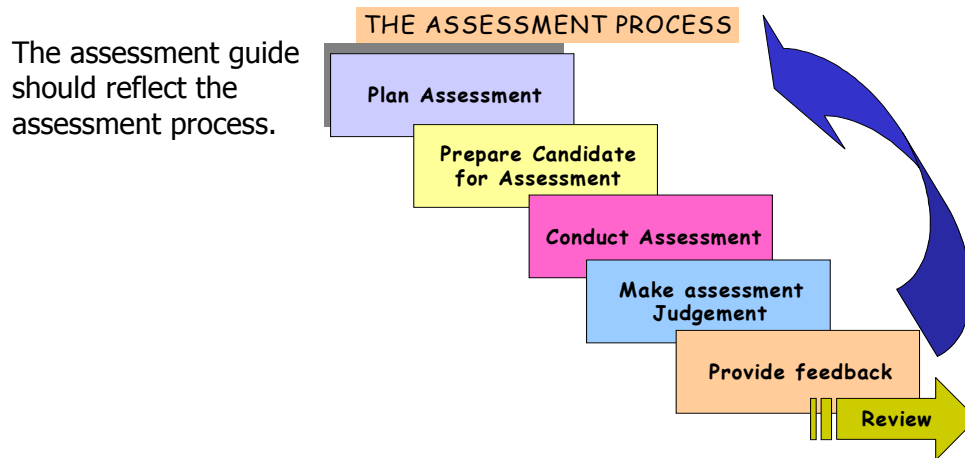 THE ASSESSMENT PROCESS
The assessment guide
should reflect the
assessment process.
Plan Assessment
Prepare Candidate
for Assessment
Conduct Assessment
Make assessment
Judgement
Provide feedback
Review